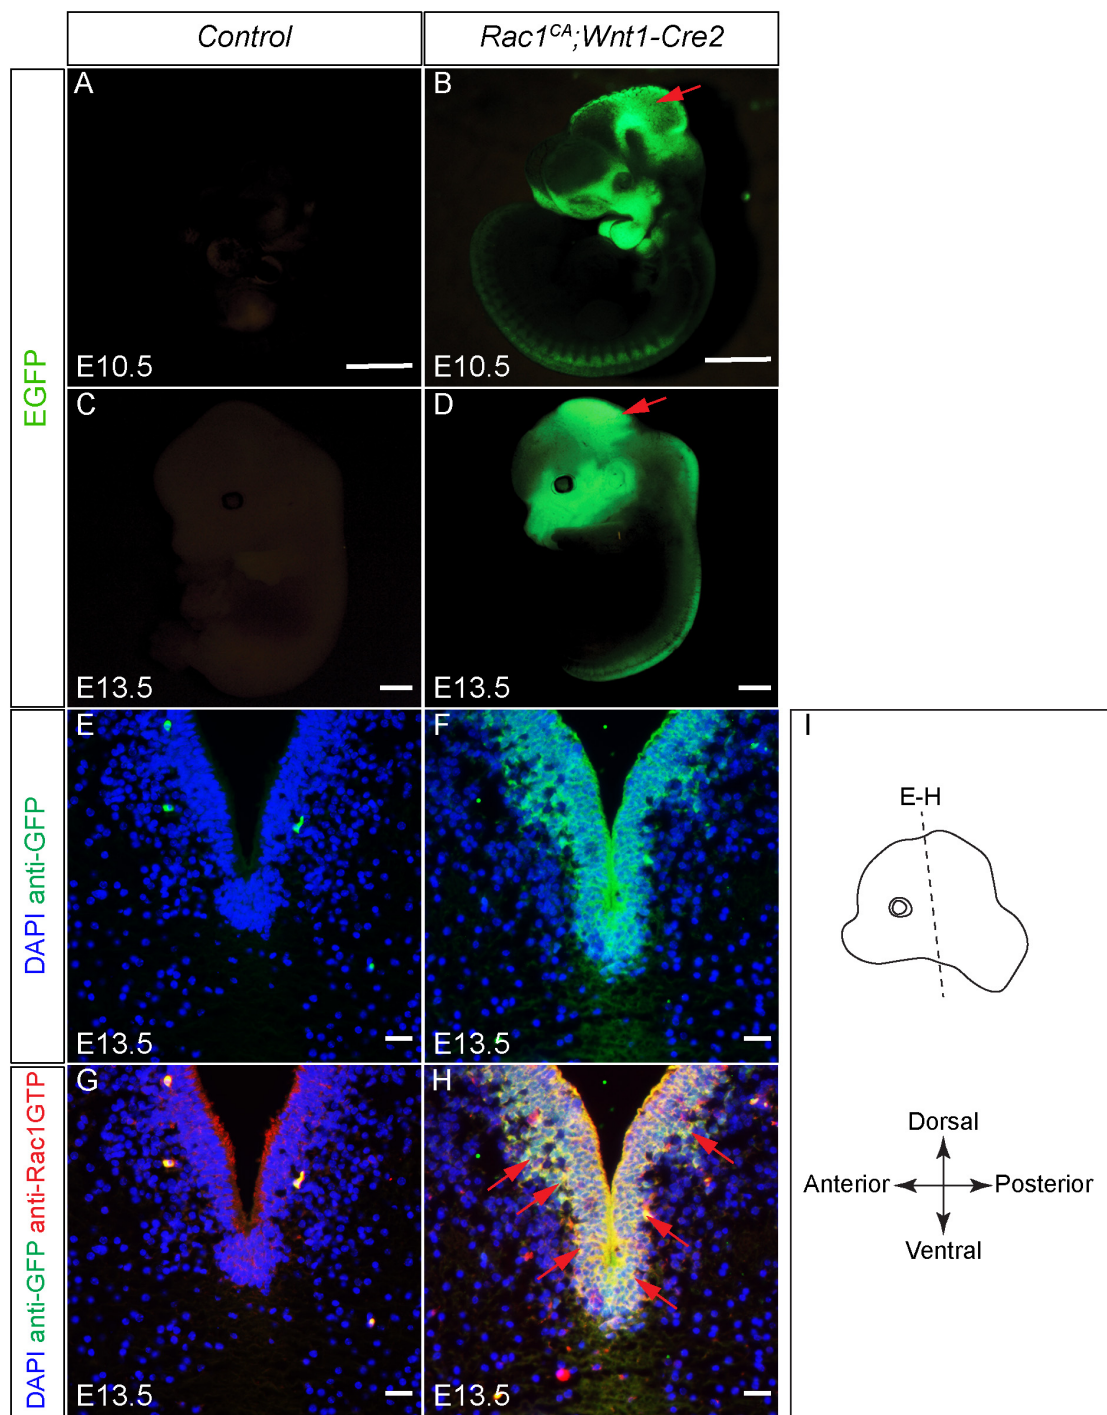 Control
Rac1CA;Wnt1-Cre2
EGFP
A
E10.5
B
E10.5
C
E13.5
D
E13.5
DAPI anti-GFP
E
E13.5
F
E13.5
DAPI anti-GFP anti-Rac1GTP
G
E13.5
H
E13.5
I
E-H
Dorsal
Anterior
Posterior
Ventral